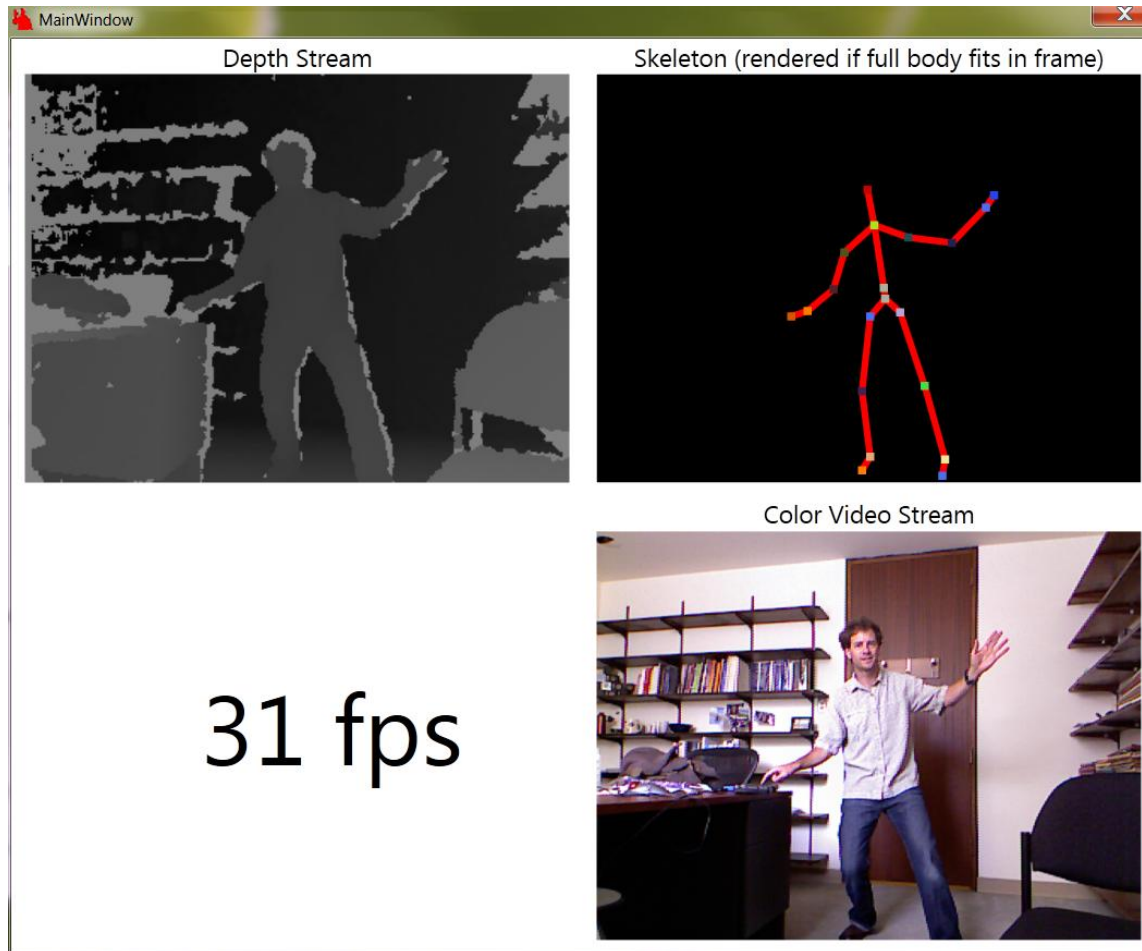 MainWindow
Depth Stream
Skeleton (rendered if full body fits in frame)
Color Video Stream
31 fps